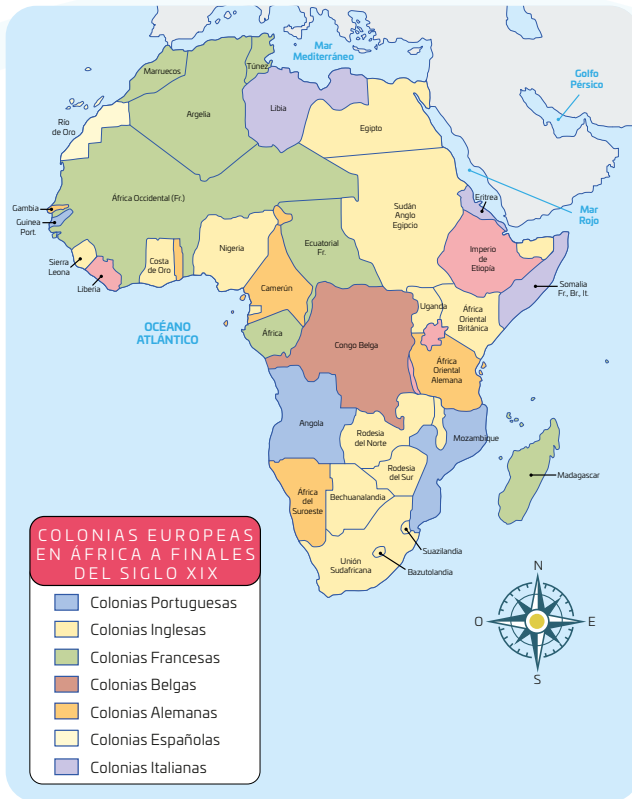 Mar
Mediterráneo
Golfo
Pérsico
Marruecos
Túnez
Argelia
Libia
Egipto
Río
de Oro
África Occidental (Fr.)
Gambia
Guinea
Port.
Sudán
Anglo
Egipcio
Eritrea
Mar
Rojo
Sierra
Leona
Liberia
Costa
de Oro
Nigeria
Ecuatorial
Fr.
Imperio
de
Etiopía
Camerún
Somalia
Fr., Br., It.
OCÉANO
ATLÁNTICO
África
Congo Belga
Uganda
África
Oriental
Británica
África
Oriental
Alemana
Angola
Rodesia
del Norte
Mozambique
Rodesia
del Sur
Madagascar
África
del
Suroeste
Bechuanalandia
Unión
Sudafricana
Suazilandia
Bazutolandia
COLONIAS EUROPEAS
EN ÁFRICA A FINALES
DEL SIGLO XIX
Colonias Portuguesas
Colonias Inglesas
Colonias Francesas
Colonias Belgas
Colonias Alemanas
Colonias Españolas
Colonias Italianas
N
O
E
S